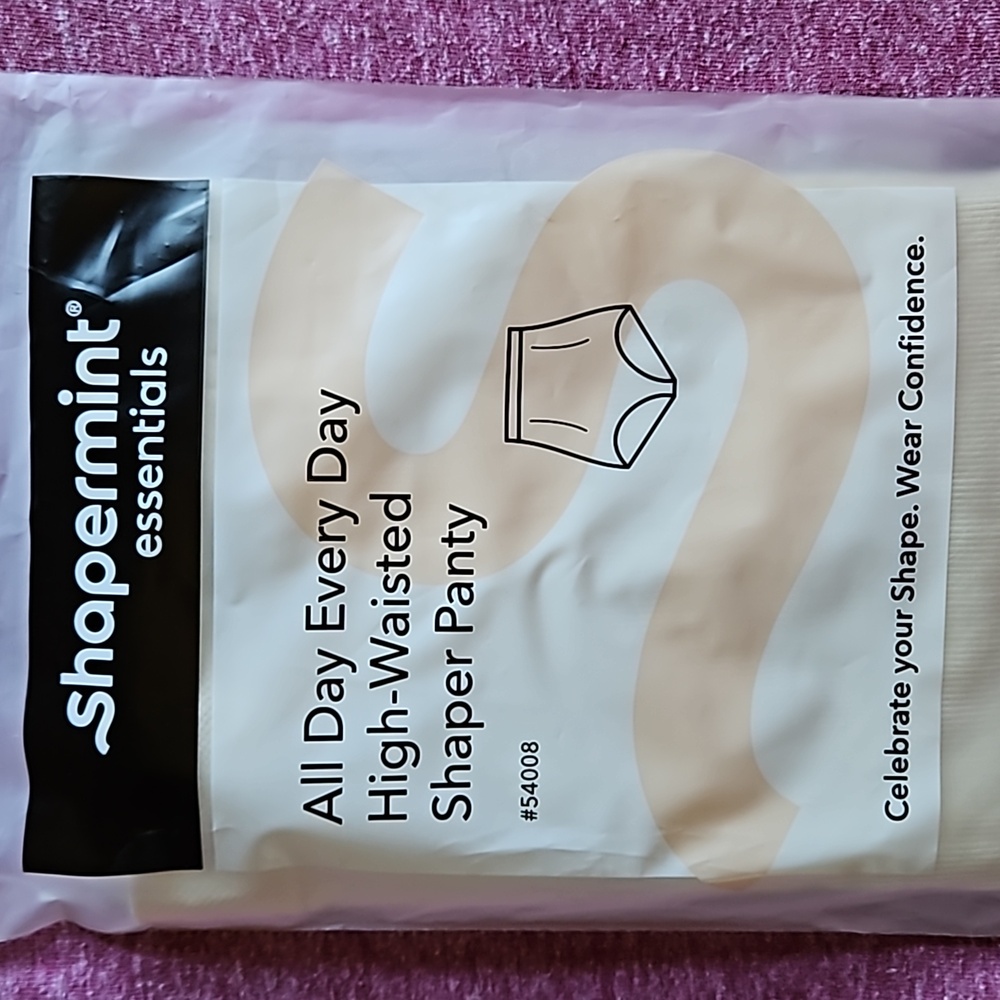 Shapermint®
essentials
All Day Every Day
High-Waisted
Shaper Panty
#54008
Celebrate your Shape. Wear Confidence.